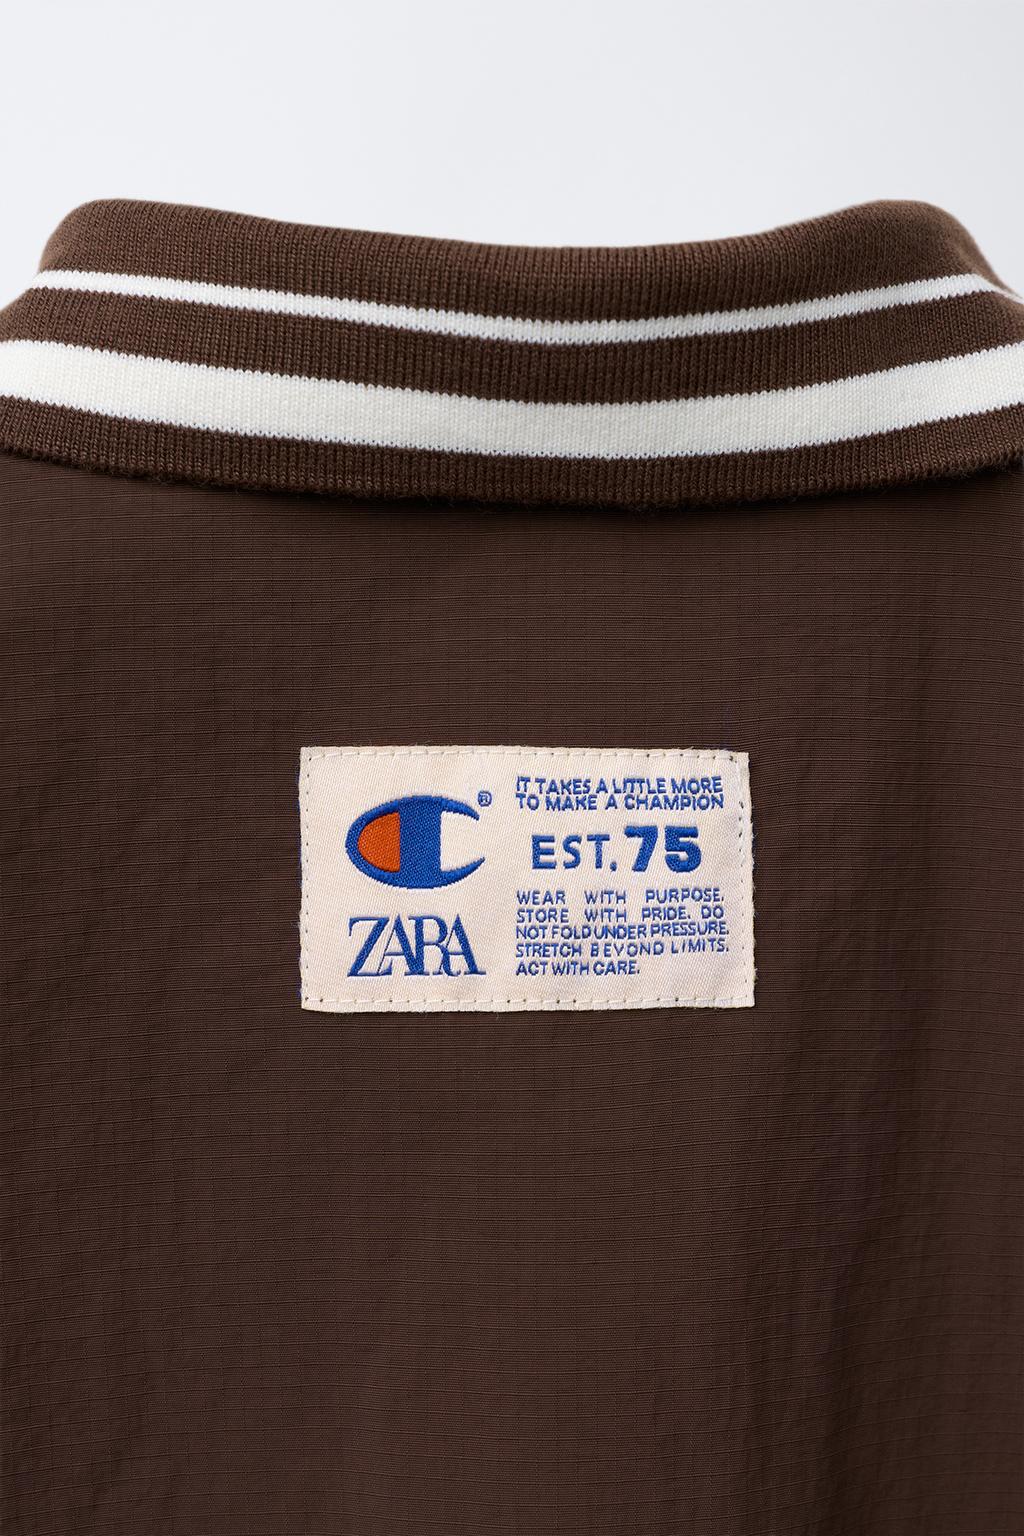 ®
ZARA
IT TAKES A LITTLE MORE
TO MAKE A CHAMPION
EST. 75
WEAR WITH PURPOSE.
STORE WITH PRIDE. DO
NOT FOLD UNDER PRESSURE.
STRETCH BEYOND LIMITS.
ACT WITH CARE.